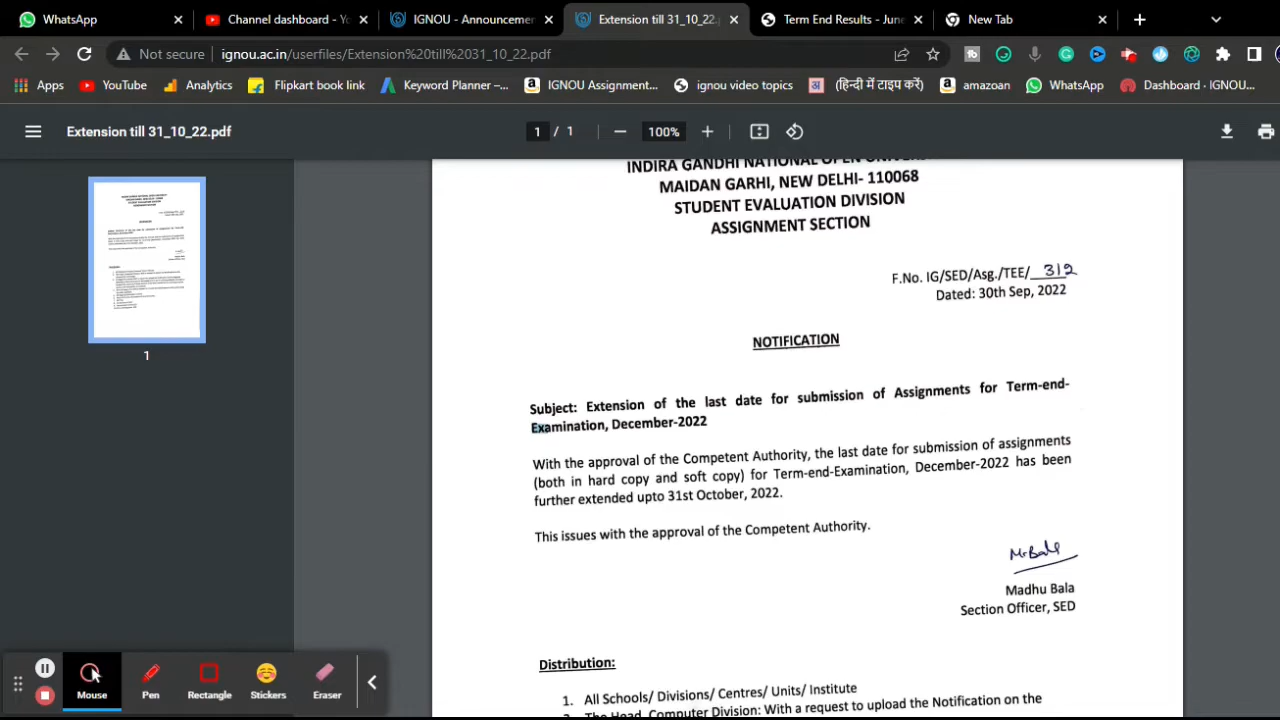 WhatsApp
Channel dashboard - Yo
IGNOU - Announcemen
Extension till 31_10_22.p
Term End Results - June
New Tab
Not secure
ignou.ac.in/userfiles/Extension%20till%2031_10_22.pdf
Apps
YouTube
Analytics
Flipkart book link
Keyword Planner –...
IGNOU Assignment...
ignou video topics
(हिन्दी में टाइप करें)
amazoan
WhatsApp
Dashboard - IGNOU...
Extension till 31_10_22.pdf
1 / 1
100%
1
INDIRA GANDHI NATIONAL OPEN
MAIDAN GARHI, NEW DELHI- 110068
STUDENT EVALUATION DIVISION
ASSIGNMENT SECTION
F.No. IG/SED/Asg./TEE/ 312
Dated: 30th Sep, 2022
NOTIFICATION
Subject: Extension of the last date for submission of Assignments for Term-end-
Examination, December-2022
With the approval of the Competent Authority, the last date for submission of assignments
(both in hard copy and soft copy) for Term-end-Examination, December-2022 has been
further extended upto 31st October, 2022.
This issues with the approval of the Competent Authority.
Madhu Bala
Section Officer, SED
Distribution:
1. All Schools/ Divisions/ Centres/ Units/ Institute
2. The Head, Computer Division: With a request to upload the Notification on the
Mouse
Pen
Rectangle
Stickers
Eraser